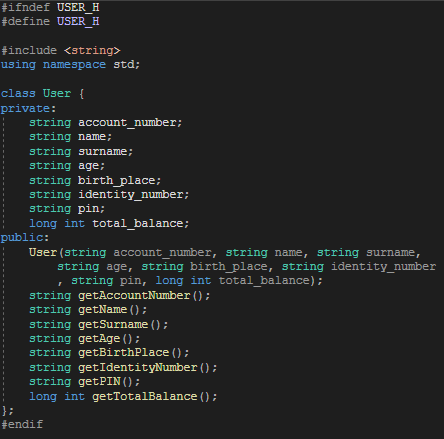 #ifndef USER_H
#define USER_H
#include <string>
using namespace std;
class User {
private:
string account_number;
string name;
string surname;
string age;
string birth_place;
string identity_number;
string pin;
long int total_balance;
public:
User(string account_number, string name, string surname,
string age, string birth_place, string identity_number
, string pin, long int total_balance);
string getAccountNumber();
string getName();
string getSurname();
string getAge();
string getBirthPlace();
string getIdentityNumber();
string getPIN();
long int getTotalBalance();
};
#endif